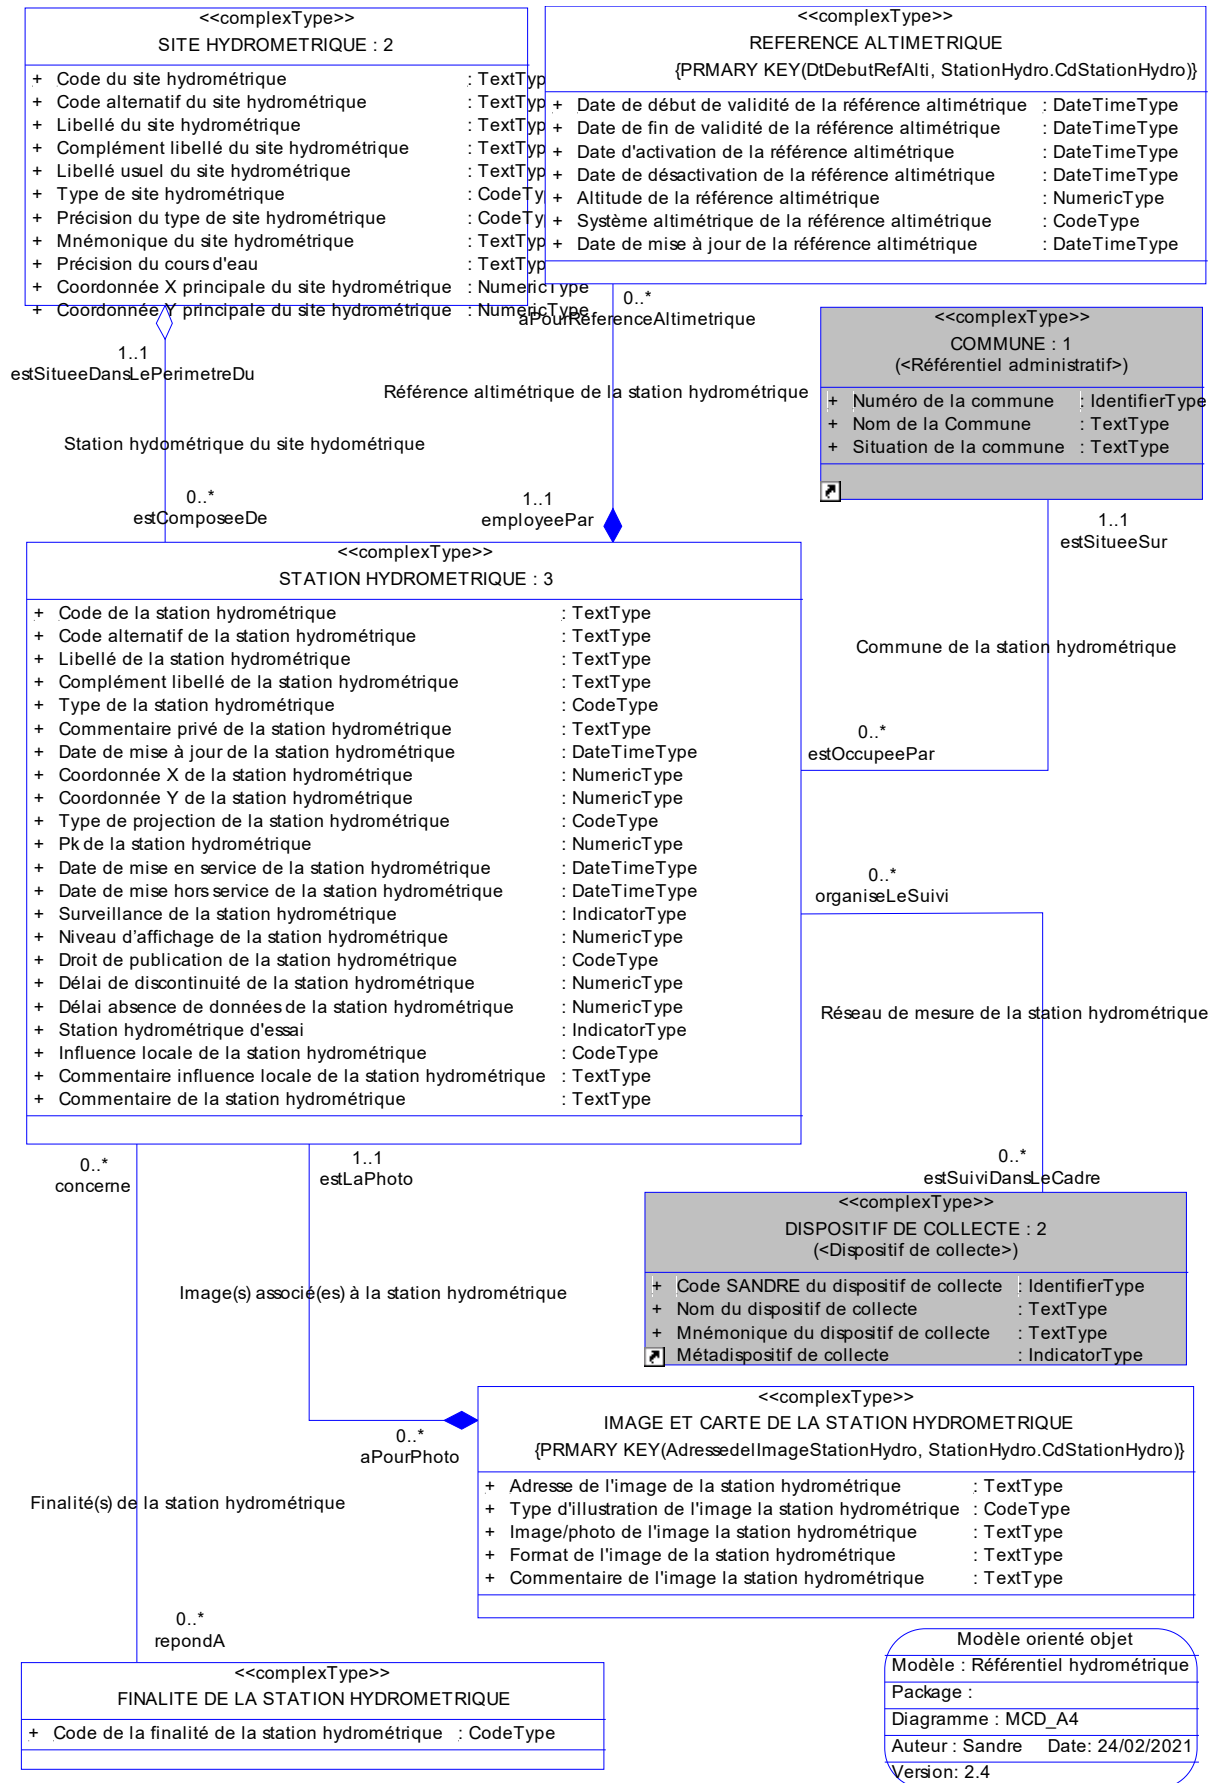 <<complexType>>
SITE HYDROMETRIQUE : 2
+ Code du site hydrométrique : TextTyp
+ Code alternatif du site hydrométrique : TextTyp
+ Libellé du site hydrométrique : TextTyp
+ Complément libellé du site hydrométrique : TextTyp
+ Libellé usuel du site hydrométrique : TextTyp
+ Type de site hydrométrique : CodeTy
+ Précision du type de site hydrométrique : CodeTy
+ Mnémonique du site hydrométrique : TextTyp
+ Précision du cours d'eau : TextTyp
+ Coordonnée X principale du site hydrométrique : NumericType
+ Coordonnée Y principale du site hydrométrique : NumericType
<<complexType>>
REFERENCE ALTIMETRIQUE
{PRMARY KEY(DtDebutRefAlti, StationHydro.CdStationHydro)}
+ Date de début de validité de la référence altimétrique : DateTimeType
+ Date de fin de validité de la référence altimétrique : DateTimeType
+ Date d'activation de la référence altimétrique : DateTimeType
+ Date de désactivation de la référence altimétrique : DateTimeType
+ Altitude de la référence altimétrique : NumericType
+ Système altimétrique de la référence altimétrique : CodeType
+ Date de mise à jour de la référence altimétrique : DateTimeType
0..*
aPourReferenceAltimetrique
1..1
estSitueeDansLePerimetreDu
Référence altimétrique de la station hydrométrique
Station hydométrique du site hydométrique
0..*
estComposeeDe
1..1
employeePar
<<complexType>>
COMMUNE : 1
(<Référentiel administratif>)
+ Numéro de la commune : IdentifierType
+ Nom de la Commune : TextType
+ Situation de la commune : TextType
1..1
estSitueeSur
Commune de la station hydrométrique
0..*
estOccupeePar
<<complexType>>
STATION HYDROMETRIQUE : 3
+ Code de la station hydrométrique : TextType
+ Code alternatif de la station hydrométrique : TextType
+ Libellé de la station hydrométrique : TextType
+ Complément libellé de la station hydrométrique : TextType
+ Type de la station hydrométrique : CodeType
+ Commentaire privé de la station hydrométrique : TextType
+ Date de mise à jour de la station hydrométrique : DateTimeType
+ Coordonnée X de la station hydrométrique : NumericType
+ Coordonnée Y de la station hydrométrique : NumericType
+ Type de projection de la station hydrométrique : CodeType
+ Pk de la station hydrométrique : NumericType
+ Date de mise en service de la station hydrométrique : DateTimeType
+ Date de mise hors service de la station hydrométrique : DateTimeType
+ Surveillance de la station hydrométrique : IndicatorType
+ Niveau d'affichage de la station hydrométrique : NumericType
+ Droit de publication de la station hydrométrique : CodeType
+ Délai de discontinuité de la station hydrométrique : NumericType
+ Délai absence de données de la station hydrométrique : NumericType
+ Station hydrométrique d'essai : IndicatorType
+ Influence locale de la station hydrométrique : CodeType
+ Commentaire influence locale de la station hydrométrique : TextType
+ Commentaire de la station hydrométrique : TextType
0..*
organiseLeSuivi
Réseau de mesure de la station hydrométrique
0..*
estSuiviDansLeCadre
0..*
concerne
1..1
estLaPhoto
<<complexType>>
DISPOSITIF DE COLLECTE : 2
(<Dispositif de collecte>)
+ Code SANDRE du dispositif de collecte : IdentifierType
+ Nom du dispositif de collecte : TextType
+ Mnémonique du dispositif de collecte : TextType
Métadispositif de collecte : IndicatorType
Image(s) associé(es) à la station hydrométrique
0..*
aPourPhoto
<<complexType>>
IMAGE ET CARTE DE LA STATION HYDROMETRIQUE
{PRMARY KEY(AdressedelImageStationHydro, StationHydro.CdStationHydro)}
+ Adresse de l'image de la station hydrométrique : TextType
+ Type d'illustration de l'image la station hydrométrique : CodeType
+ Image/photo de l'image la station hydrométrique : TextType
+ Format de l'image de la station hydrométrique : TextType
+ Commentaire de l'image la station hydrométrique : TextType
Finalité(s) de la station hydrométrique
0..*
repondA
<<complexType>>
FINALITE DE LA STATION HYDROMETRIQUE
+ Code de la finalité de la station hydrométrique : CodeType
Modèle orienté objet
Modèle : Référentiel hydrométrique
Package :
Diagramme : MCD_A4
Auteur : Sandre Date: 24/02/2021
Version: 2.4